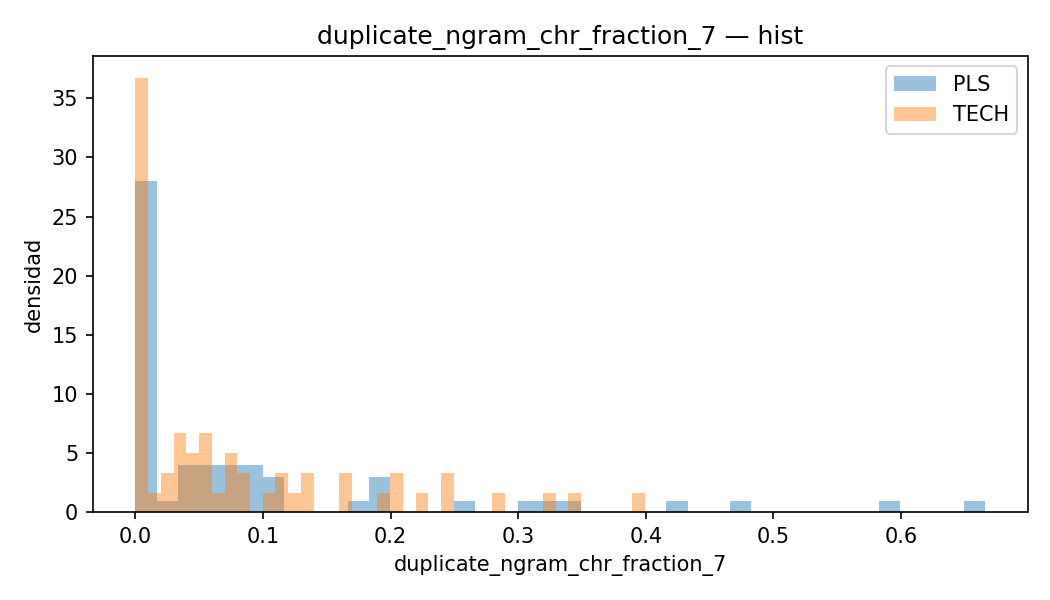 duplicate_ngram_chr_fraction_7 — hist
PLS
TECH
densidad
35
30
25
20
15
10
5
0
0.0 0.1 0.2 0.3 0.4 0.5 0.6
duplicate_ngram_chr_fraction_7